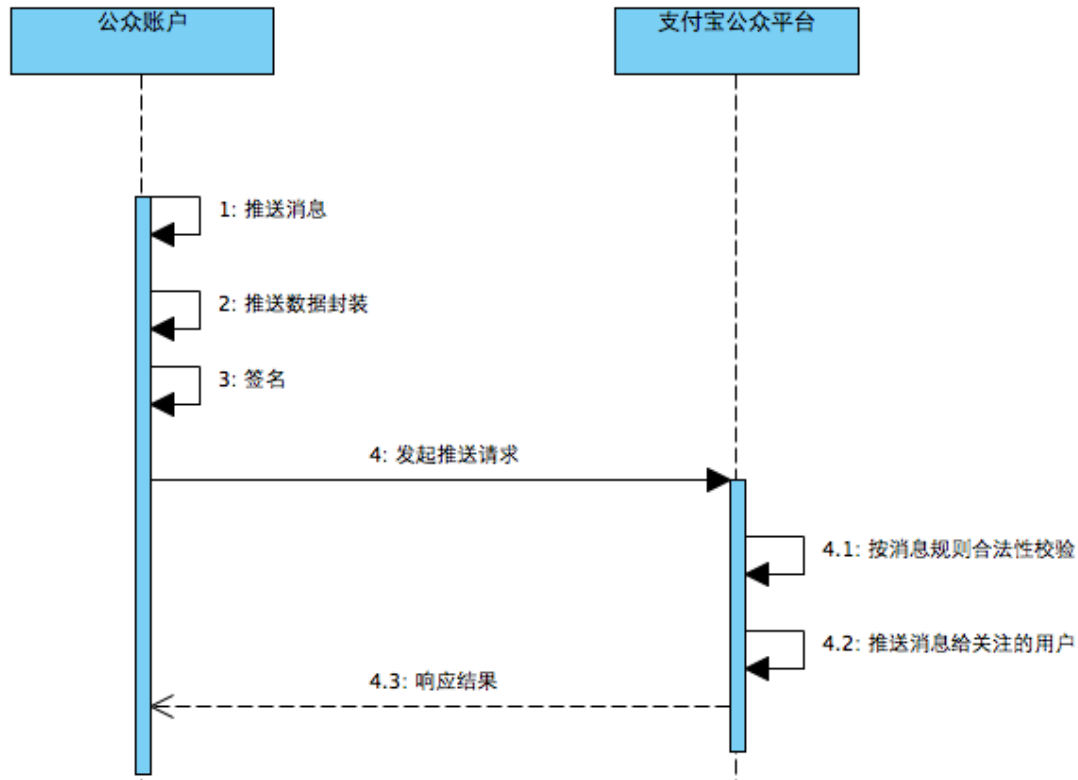 公众账户
支付宝公众平台
1: 推送消息
2: 推送数据封装
3: 签名
4: 发起推送请求
4.1: 按消息规则合法性校验
4.2: 推送消息给关注的用户
4.3: 响应结果